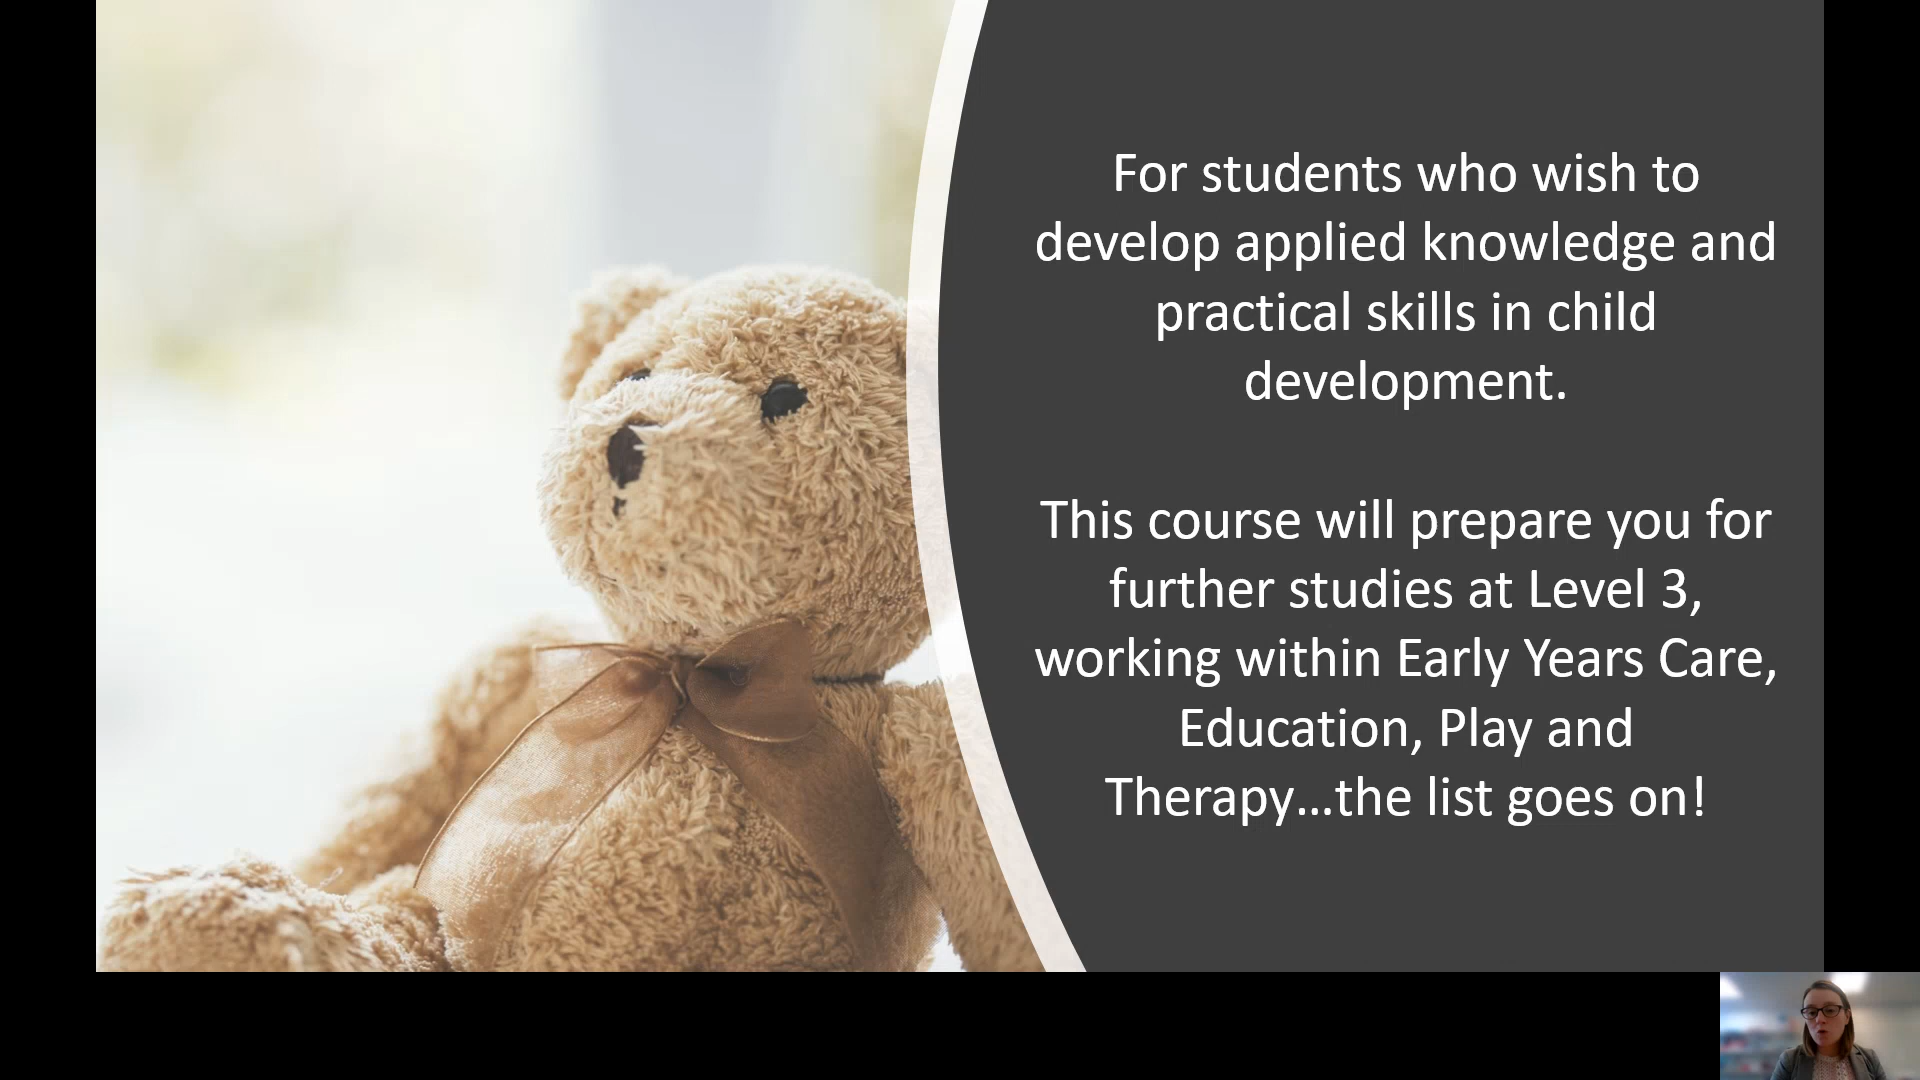 For students who wish to
develop applied knowledge and
practical skills in child
development.
This course will prepare you for
further studies at Level 3,
working within Early Years Care,
Education, Play and
Therapy...the list goes on!